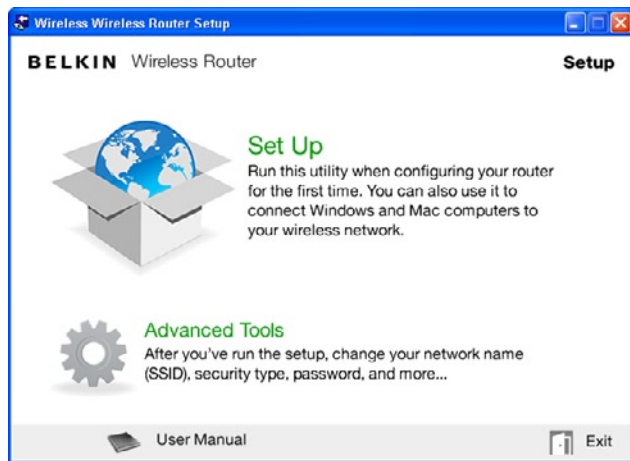 Wireless Wireless Router Setup
BELKIN Wireless Router Setup
Set Up
Run this utility when configuring your router
for the first time. You can also use it to
connect Windows and Mac computers to
your wireless network.
Advanced Tools
After you've run the setup, change your network name
(SSID), security type, password, and more...
User Manual Exit